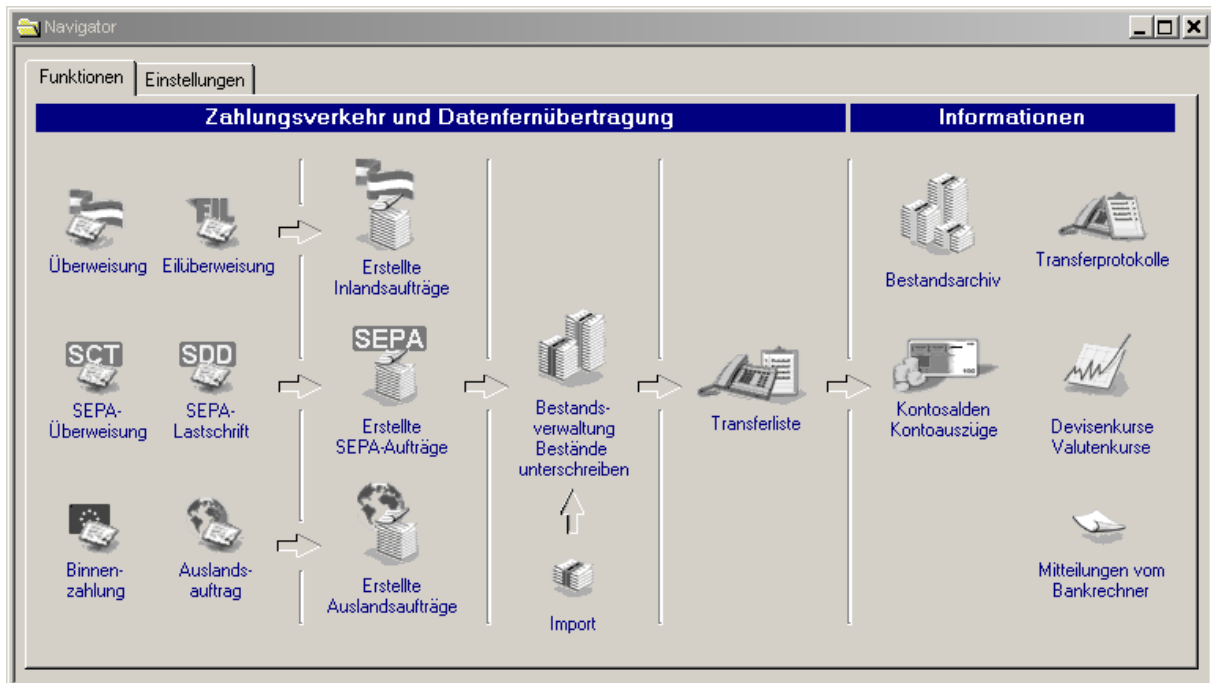 Navigator
Funktionen
Einstellungen
Zahlungsverkehr und Datenfernübertragung
Informationen
EIL
Überweisung
Eilüberweisung
Erstellte
Inlandsaufträge
Bestandsarchiv
Transferprotokolle
SCT
SDD
SEPA
SEPA-
Überweisung
SEPA-
Lastschrift
Erstellte
SEPA-Aufträge
Bestands-
verwaltung
Bestände
unterschreiben
Transferliste
Kontosalden
Kontoauszüge
Devisenkurse
Valutenkurse
Binnen-
zahlung
Auslands-
auftrag
Erstellte
Auslandsaufträge
Import
Mitteilungen vom
Bankrechner